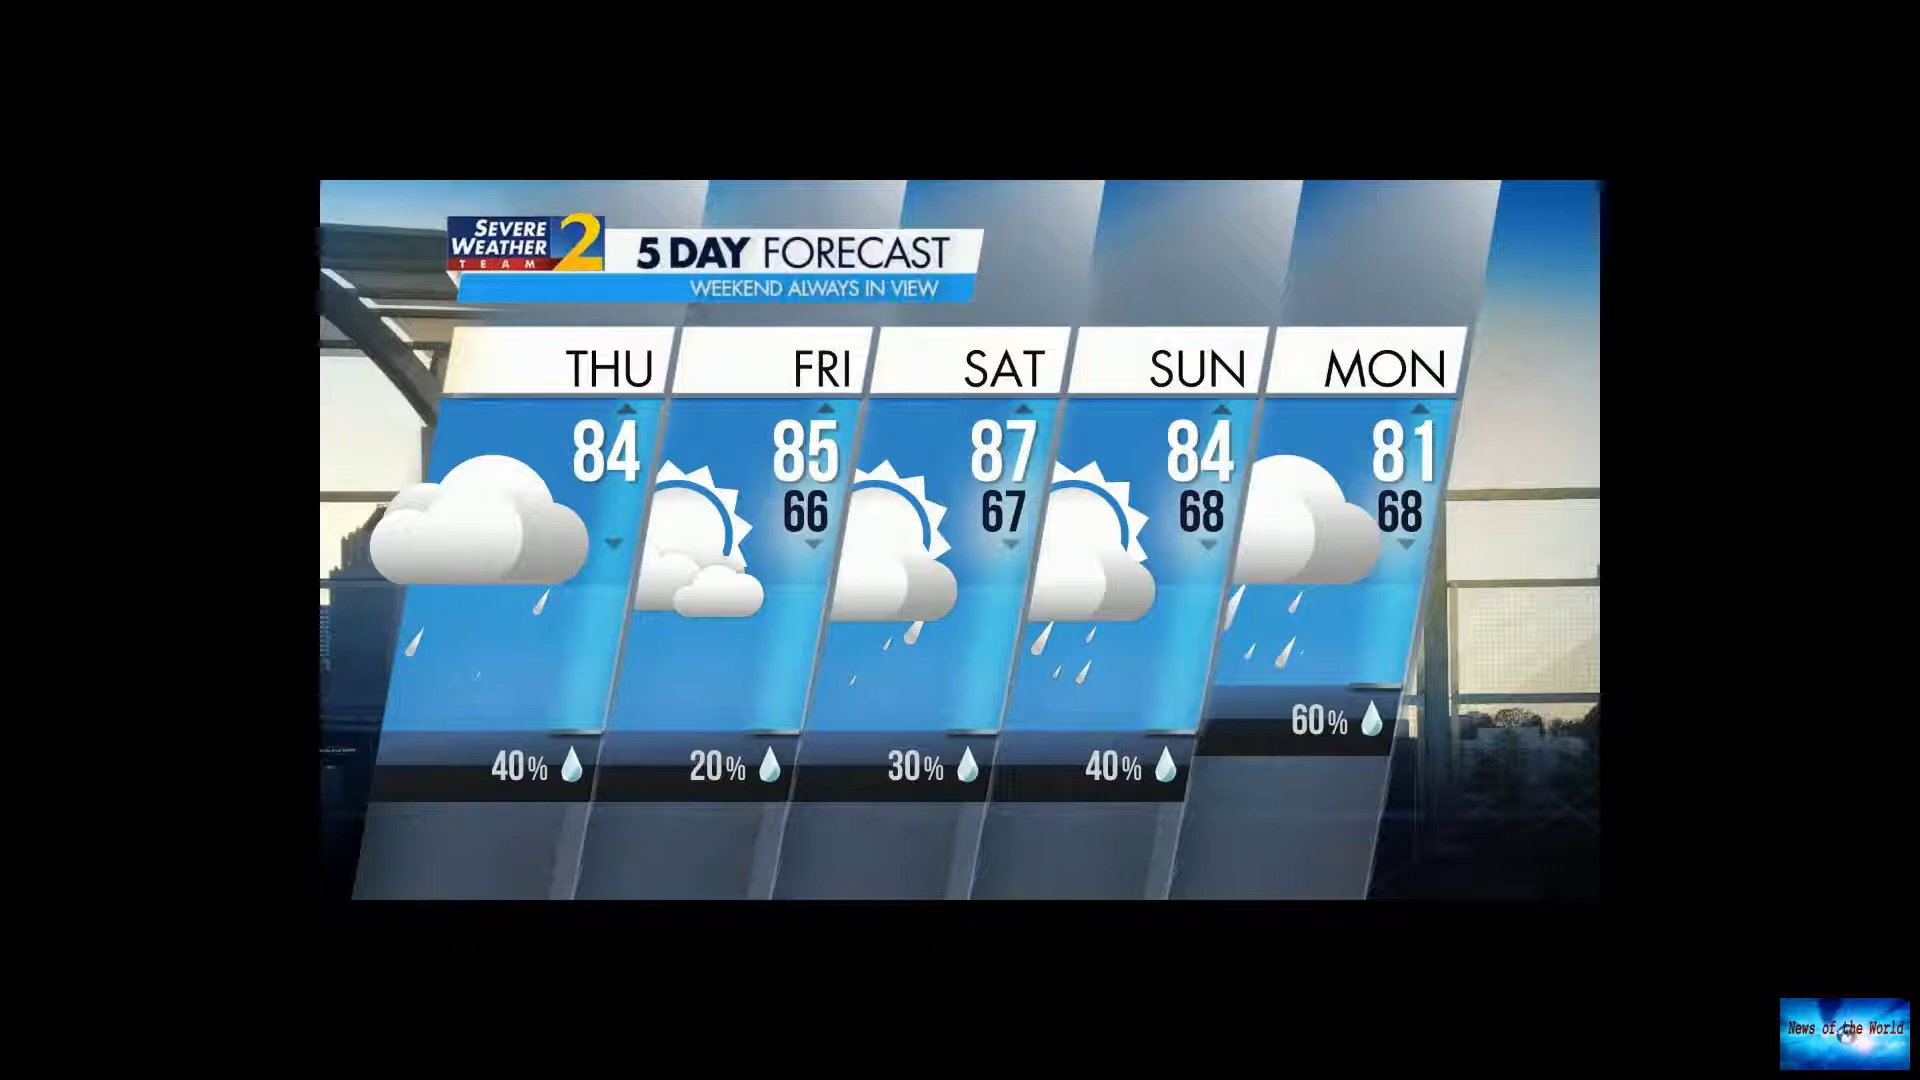 SEVERE
WEATHER
TEAM
2
5 DAY FORECAST
WEEKEND ALWAYS IN VIEW
THU FRI SAT SUN MON
84 85 87 84 81
66 67 68 68
40% 20% 30% 40% 60%
News of the World